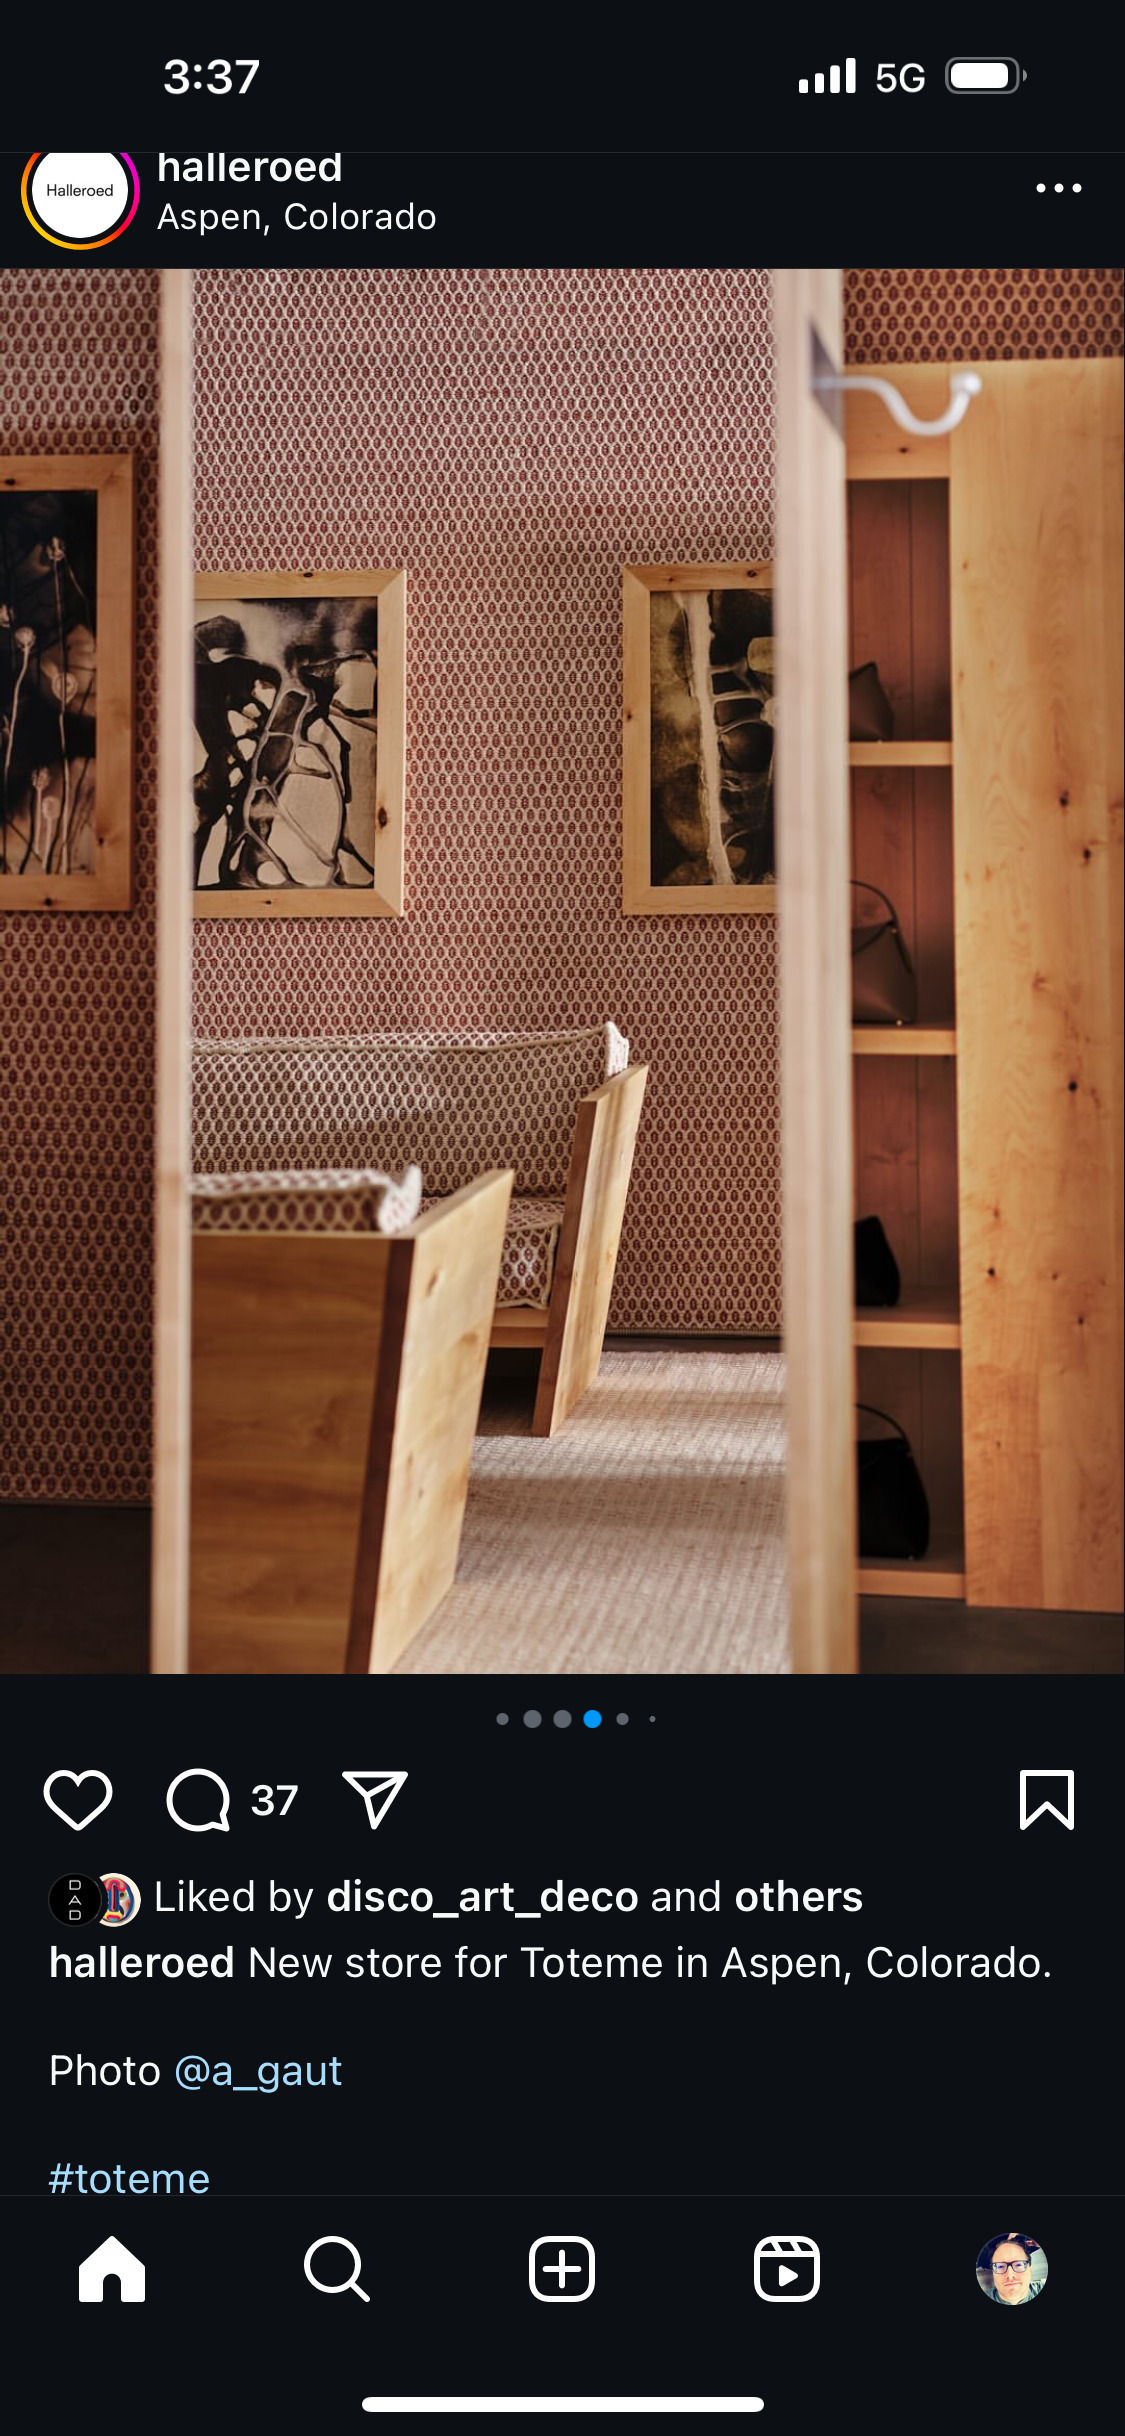 3:37
5G
Halleroed
halleroed
Aspen, Colorado
37
DAD
Liked by disco_art_deco and others
halleroed New store for Toteme in Aspen, Colorado.
Photo @a_gaut
#toteme